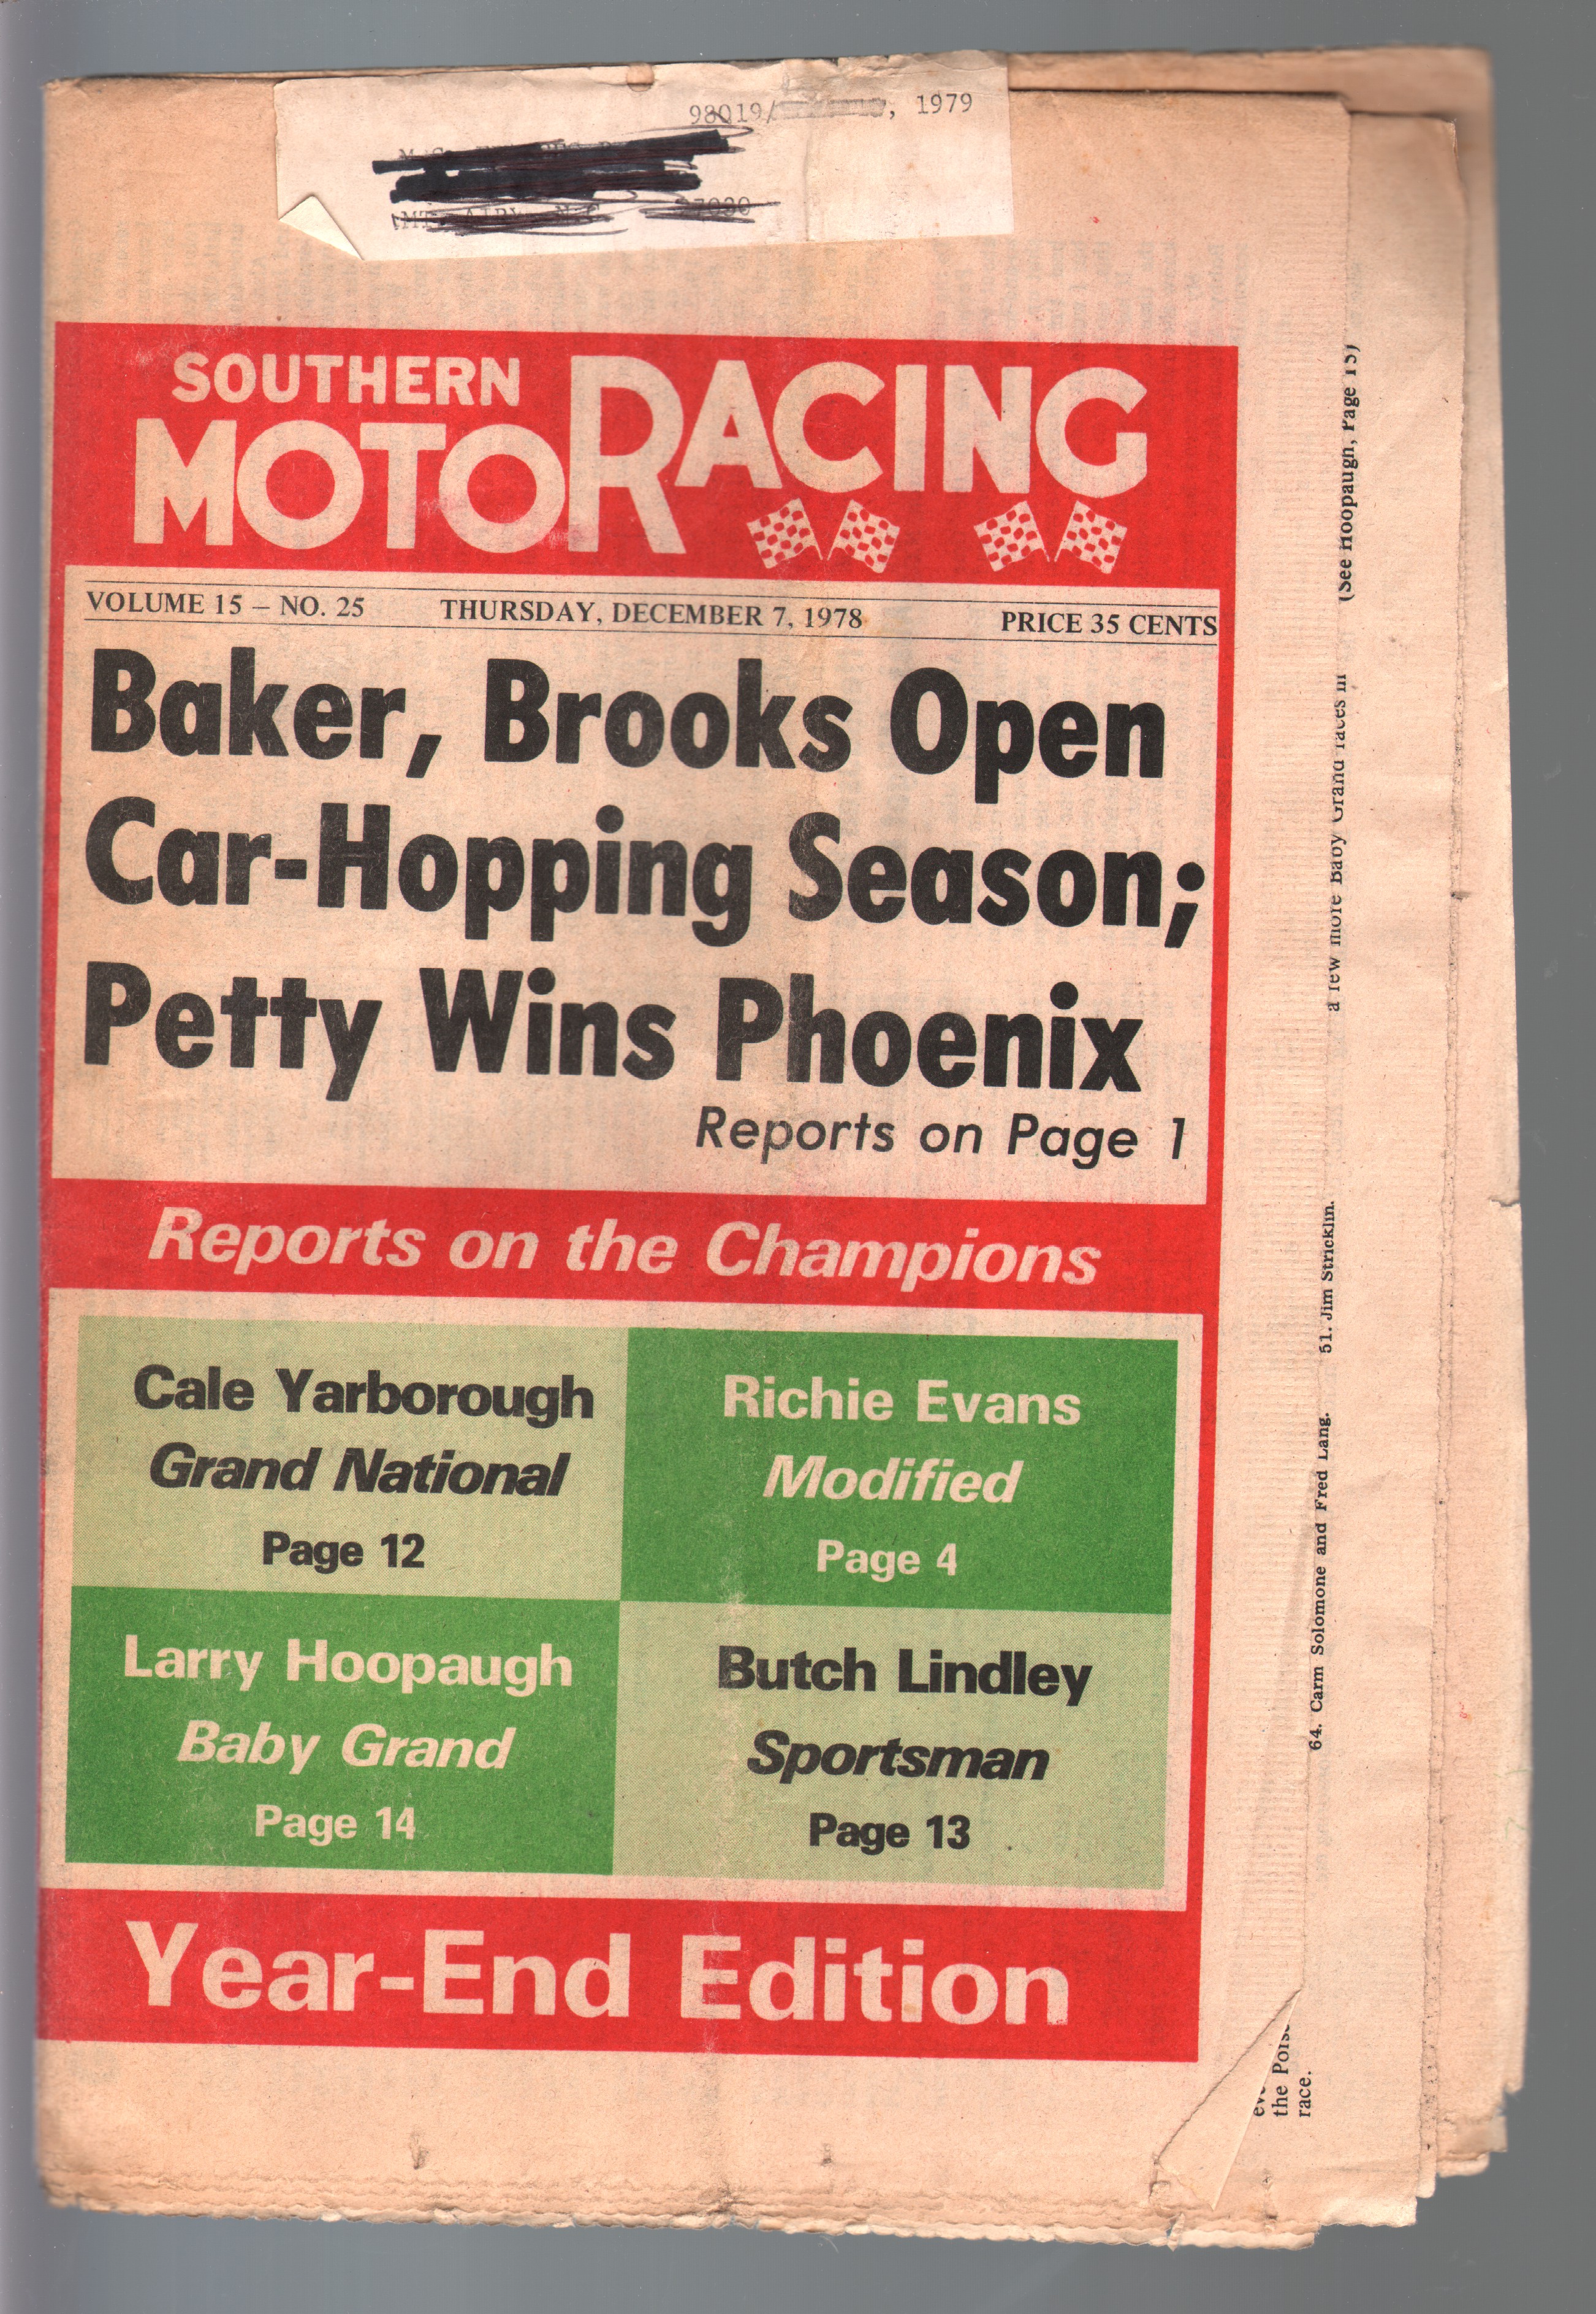 98019/ , 1979
SOUTHERN
MOTORACING
VOLUME 15 – NO. 25 THURSDAY, DECEMBER 7, 1978 PRICE 35 CENTS
Baker, Brooks Open
Car-Hopping Season;
Petty Wins Phoenix
Reports on Page 1
Reports on the Champions
Cale Yarborough
Grand National
Page 12
Richie Evans
Modified
Page 4
Larry Hoopaugh
Baby Grand
Page 14
Butch Lindley
Sportsman
Page 13
Year-End Edition
(See Hoopaugh, Page 15)
a few more Baby Grand races in
51. Jim Stricklin.
64. Carm Solomone and Fred Lang.
the
race.